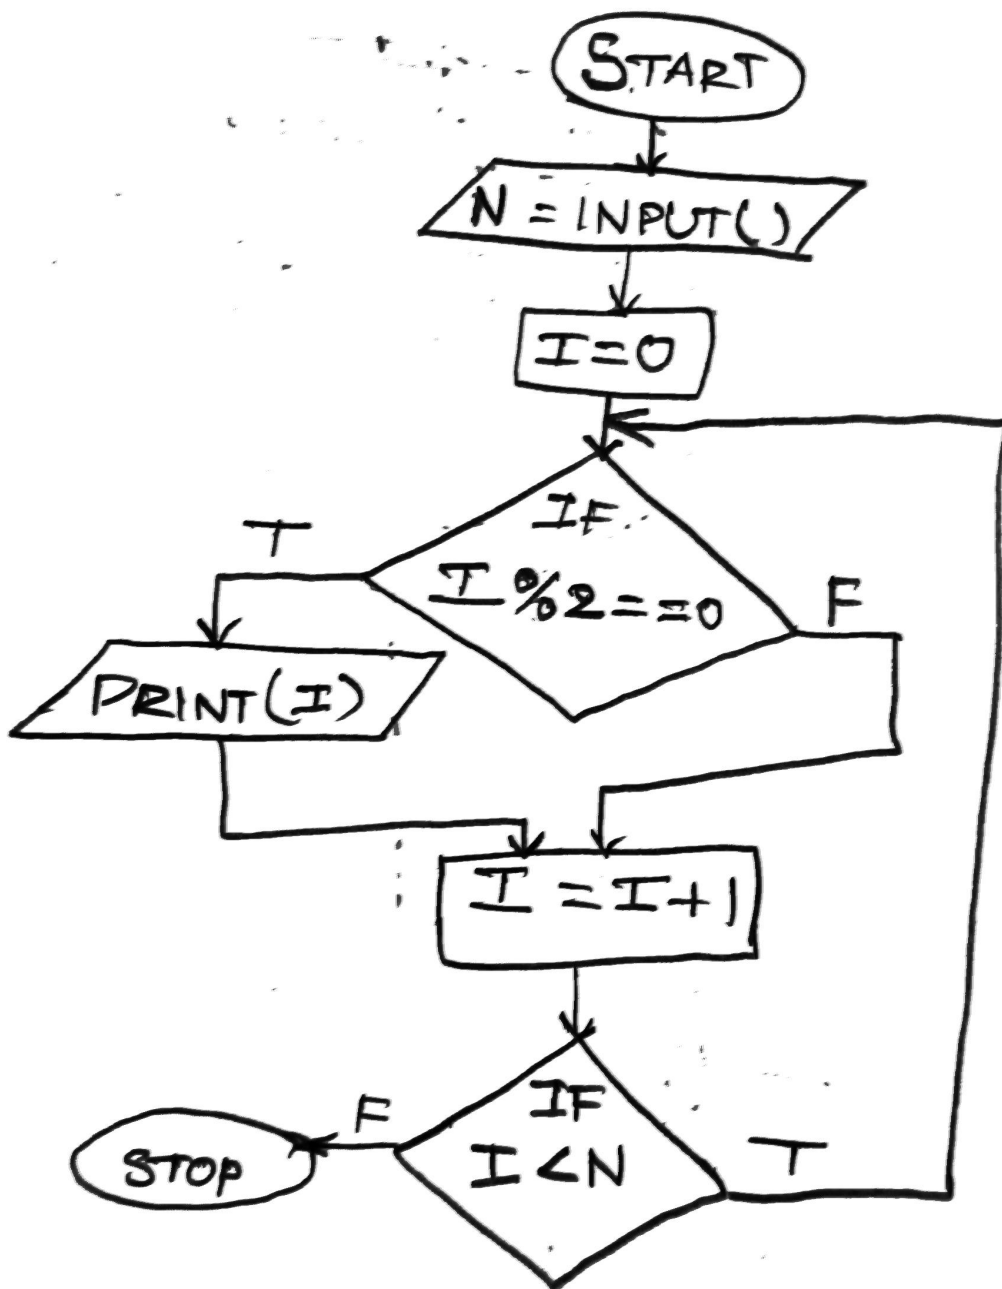 START
N = INPUT()
I=0
IF
I%2==0
T
F
PRINT(I)
I = I+1
IF
I<N
F
T
STOP